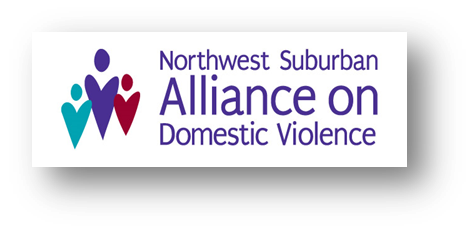 Northwest Suburban
Alliance on
Domestic Violence